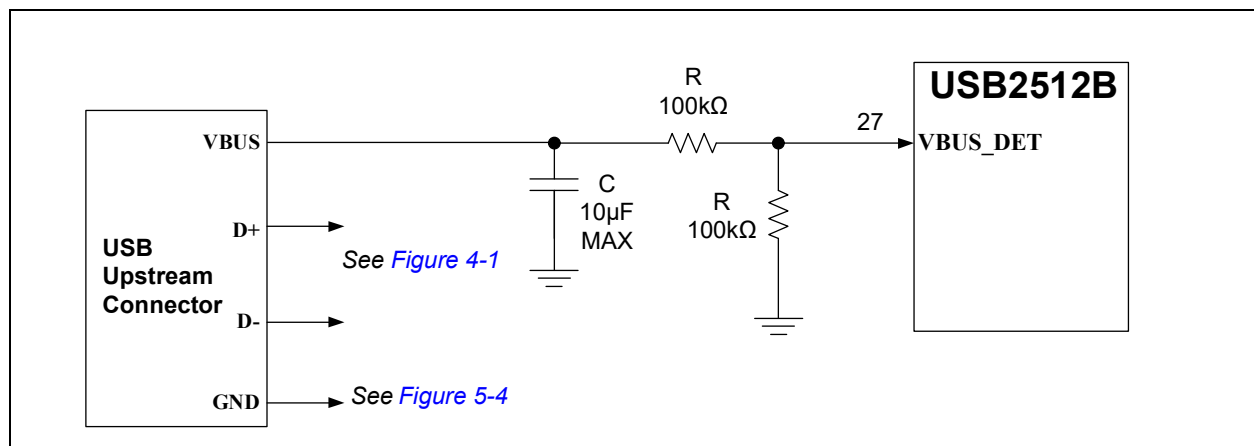 USB2512B
R
100kΩ
27
VBUS
VBUS_DET
C
10µF
MAX
R
100kΩ
D+
See Figure 4-1
USB
Upstream
Connector
D-
GND
See Figure 5-4